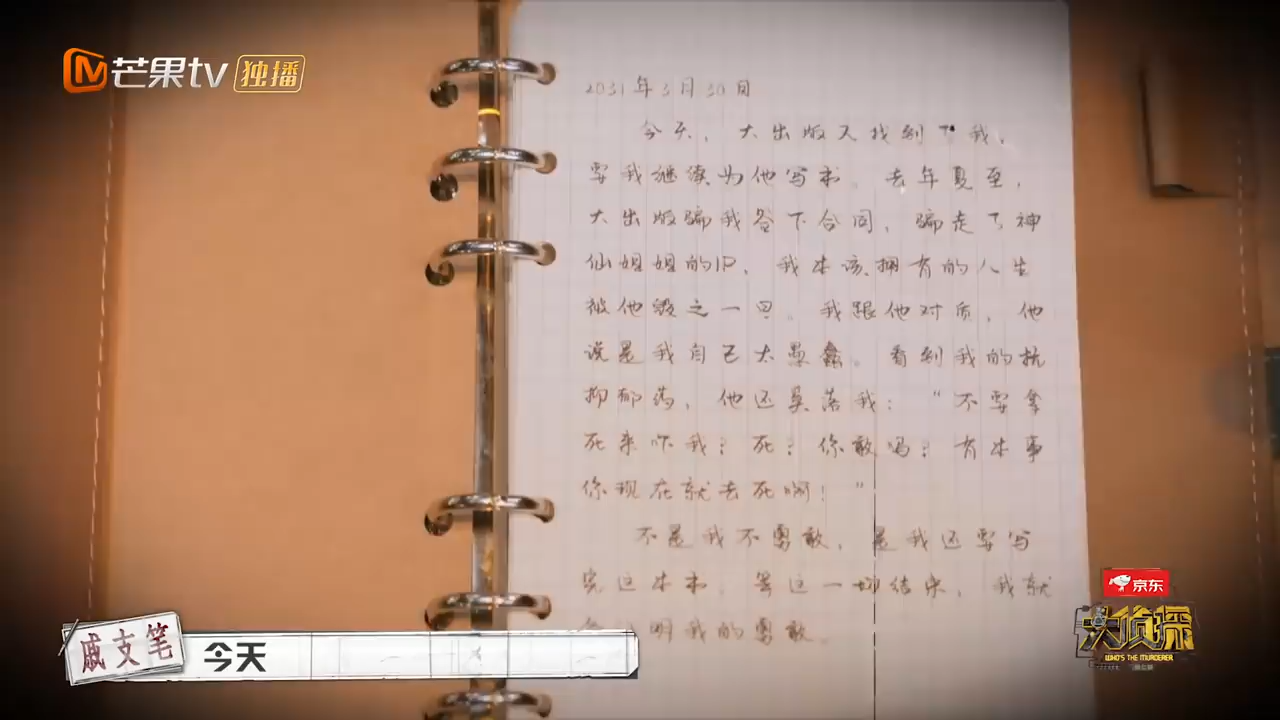 芒果tv 独播
2031年3月30日
今天，大出版又找到了我，
要我继续为他写书。去年夏至，
大出版骗我签下合同，骗走了神
仙姐姐的IP，我本该拥有的人生
被他毁之一旦。我跟他对质，他
说是我自己太愚蠢。看到我的抗
抑郁药，他还奚落我：“不要拿
死来吓我；死？你敢吗？有本事
你现在就去死啊！”
不是我不勇敢，是我还要写
完这本书，等这一切结束，我就
会 明我的勇敢。
戚支笔
今天
京东
大侦探
WHO'S THE MURDERER